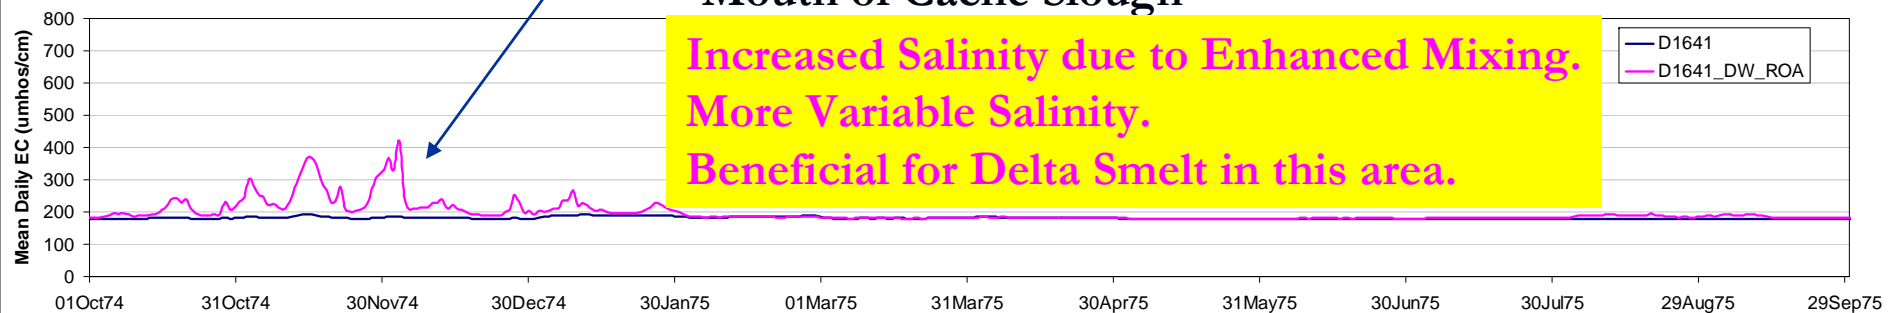 Mouth of Cache Slough
Increased Salinity due to Enhanced Mixing.
More Variable Salinity.
Beneficial for Delta Smelt in this area.
D1641
D1641_DW_ROA
Mean Daily EC (umhos/cm)
800
700
600
500
400
300
200
100
0
01Oct74 31Oct74 30Nov74 30Dec74 30Jan75 01Mar75 31Mar75 30Apr75 31May75 30Jun75 30Jul75 29Aug75 29Sep75